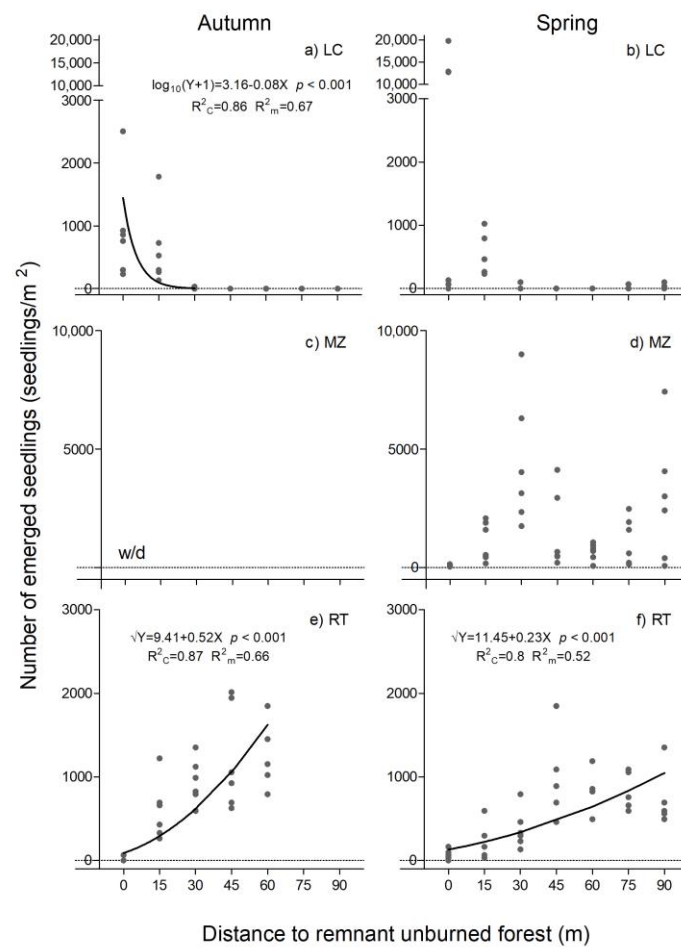 Autumn
Spring
Number of emerged seedlings (seedlings/m²)
20,000
15,000
10,000
3000
2000
1000
0
a) LC
log₁₀(Y+1)=3.16-0.08X p < 0.001
R²C=0.86 R²m=0.67
20,000
15,000
10,000
3000
2000
1000
0
b) LC
10,000
5000
0
c) MZ
w/d
10,000
5000
0
d) MZ
3000
2000
1000
0
e) RT
√Y=9.41+0.52X p < 0.001
R²C=0.87 R²m=0.66
0 15 30 45 60 75 90
3000
2000
1000
0
f) RT
√Y=11.45+0.23X p < 0.001
R²C=0.8 R²m=0.52
0 15 30 45 60 75 90
Distance to remnant unburned forest (m)